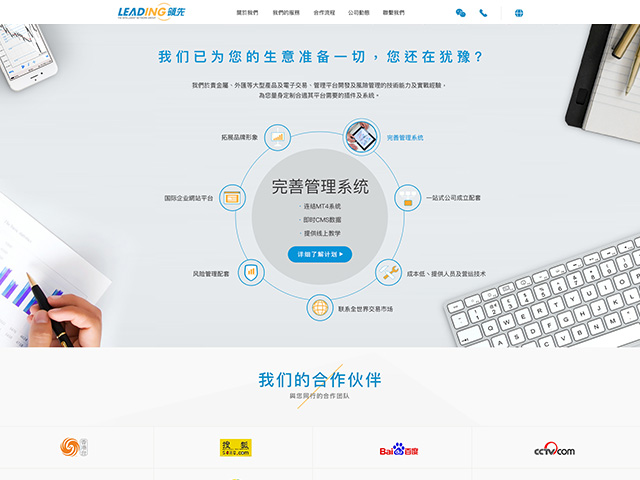 LEADING 領先
關於我們 我們的服務 合作流程 公司動態 聯繫我們
我们已为您的生意准备一切，您还在犹豫?
我們於貴金屬、外匯等大型產品及電子交易、管理平台開發及風險管理的技術能力及實戰經驗，
為您量身定制合適其平台需要的插件及系統。
拓展品牌形象
完善管理系统
国际企业網站平台
一站式公司成立配套
完善管理系统
· 连结MT4系统
· 即时CMS数据
· 提供线上教学
详细了解计划
风险管理配套
成本低、提供人员及营运技术
联系全世界交易市场
我们的合作伙伴
與您同行的合作团队
香港台
搜狐
SOHU.COM
Bai百度
CCTV.com